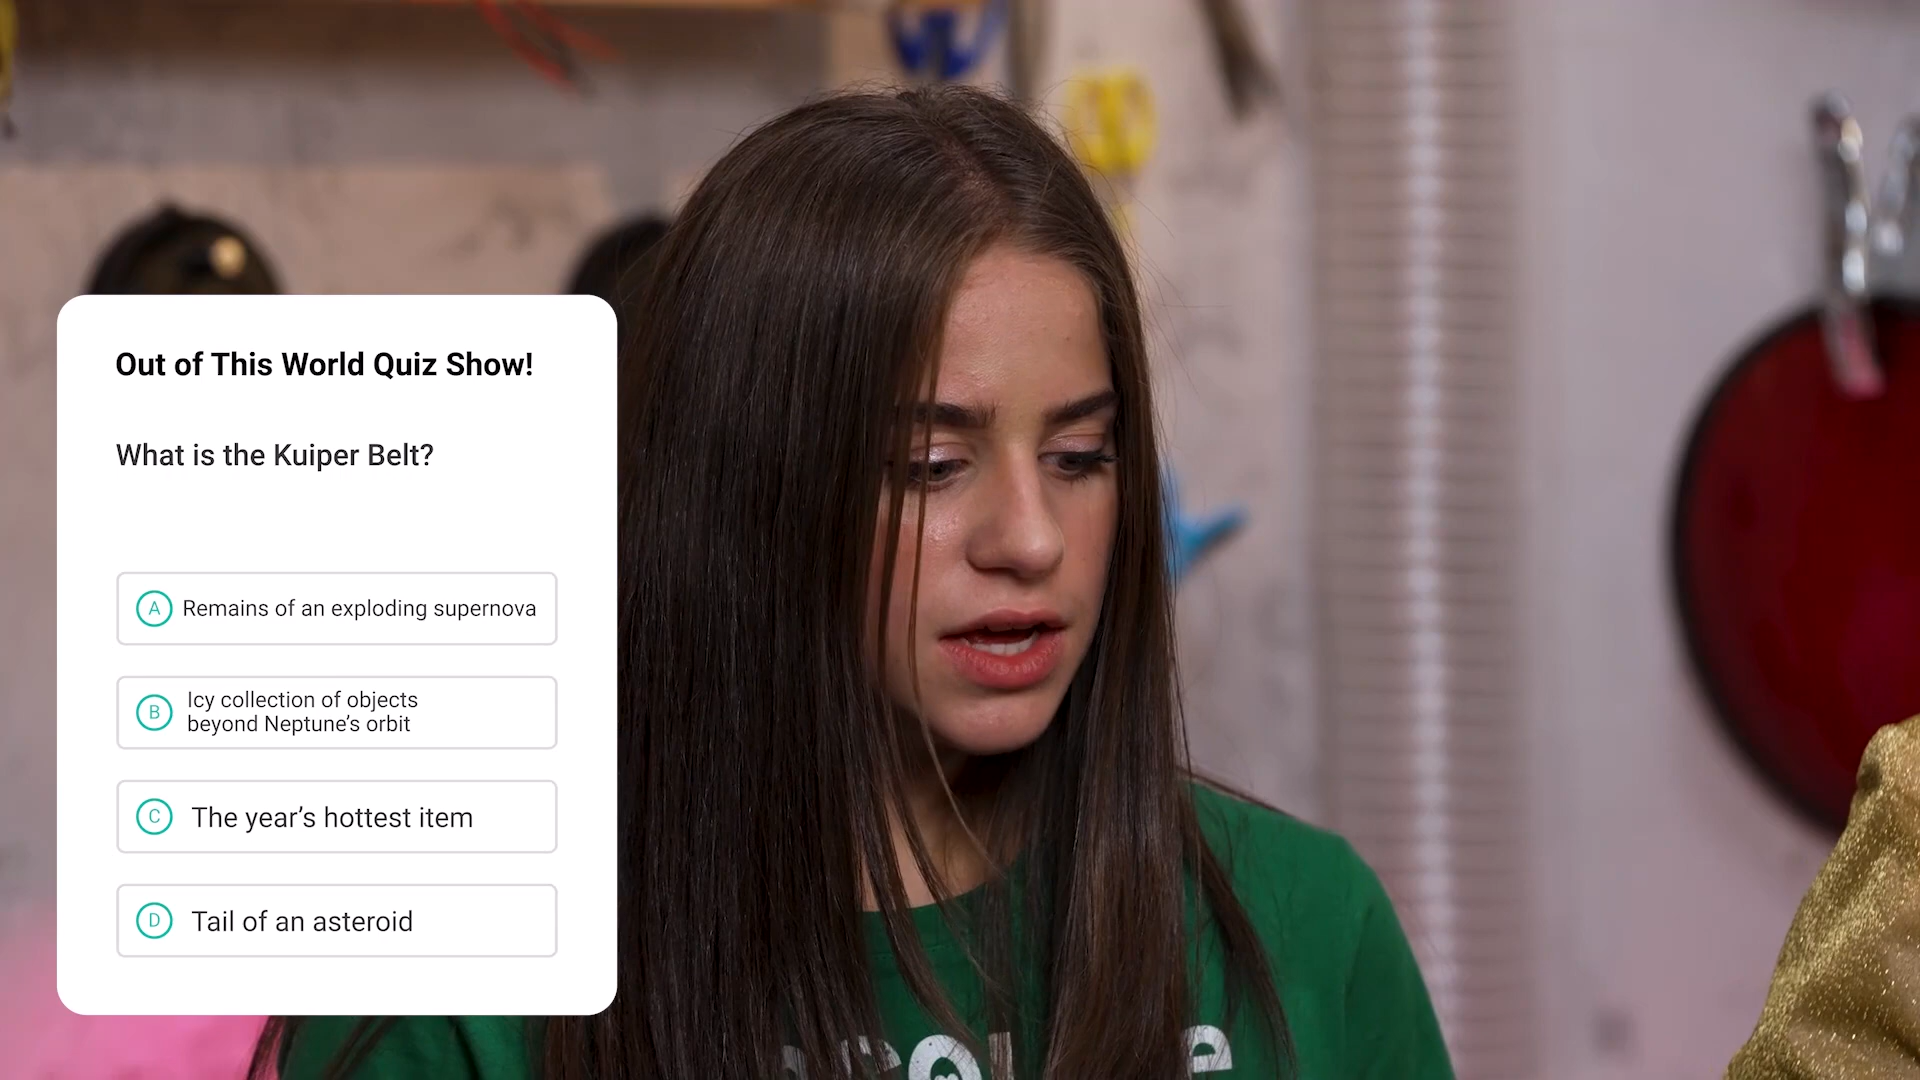 Out of This World Quiz Show!
What is the Kuiper Belt?
A Remains of an exploding supernova
B Icy collection of objects
beyond Neptune’s orbit
C The year’s hottest item
D Tail of an asteroid